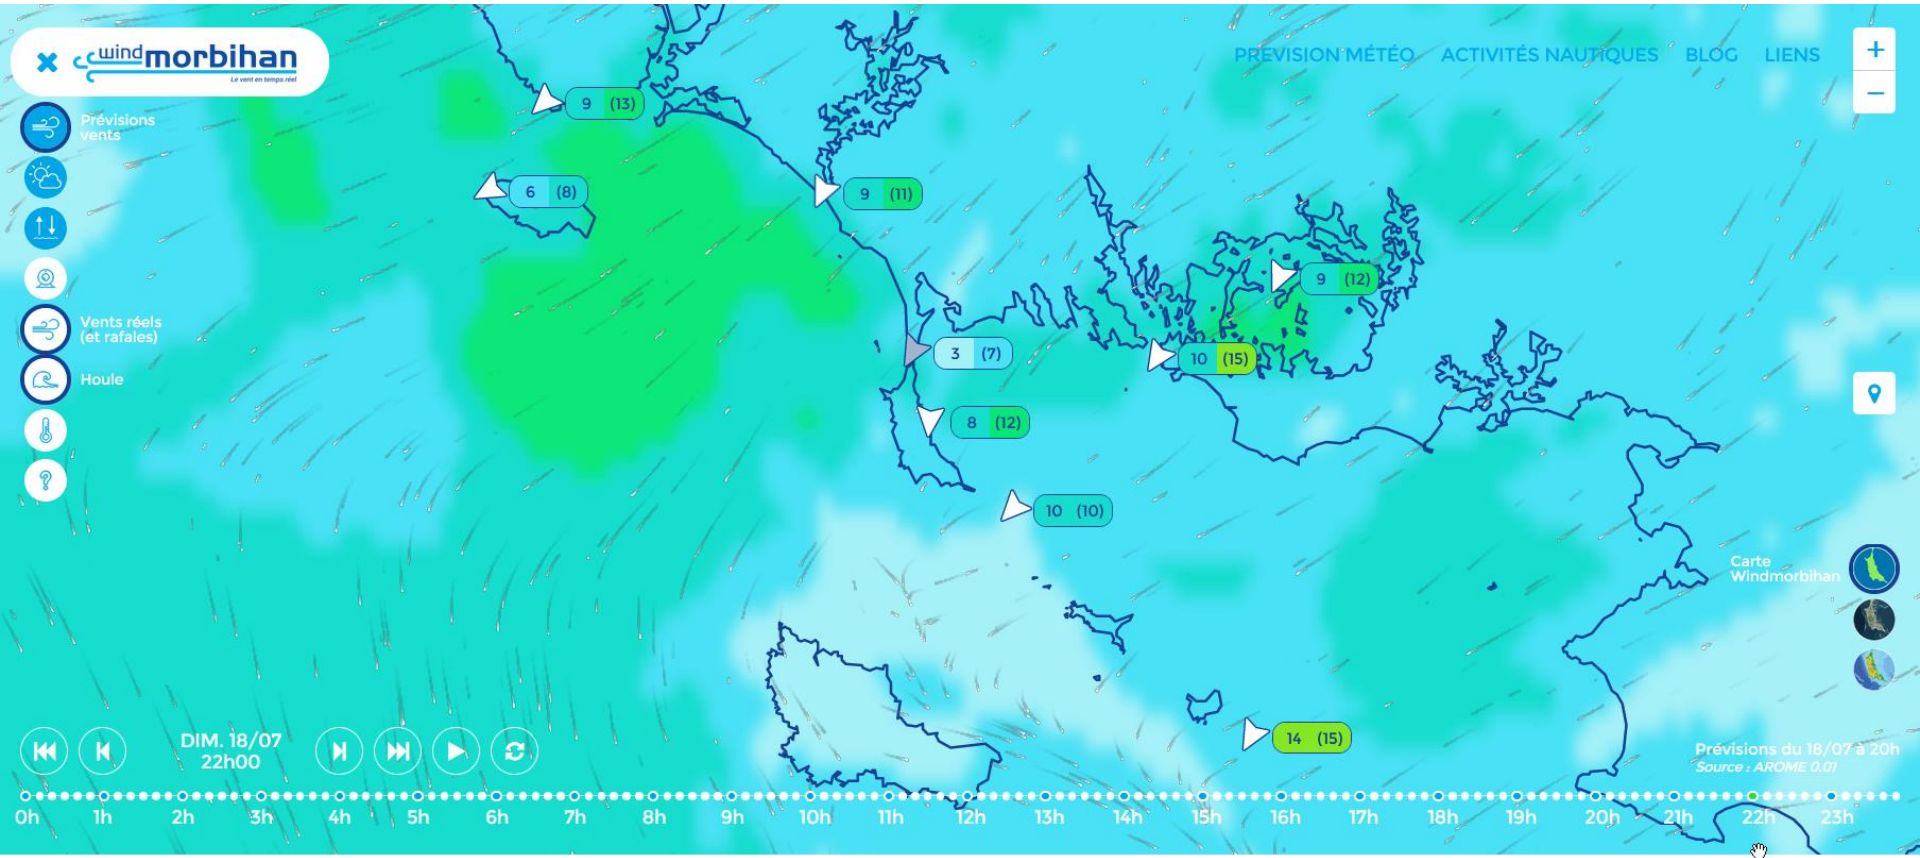 wind morbihan
Le vent en temps réel
PREVISION MÉTÉO ACTIVITÉS NAUTIQUES BLOG LIENS
+
−
Prévisions
vents
9 (13)
6 (8)
9 (11)
9 (12)
Vents réels
(et rafales)
3 (7)
10 (15)
Houle
8 (12)
?
10 (10)
Carte
Windmorbihan
DIM. 18/07
22h00
14 (15)
Prévisions du 18/07 à 20h
Source : AROME 0.01
0h 1h 2h 3h 4h 5h 6h 7h 8h 9h 10h 11h 12h 13h 14h 15h 16h 17h 18h 19h 20h 21h 22h 23h